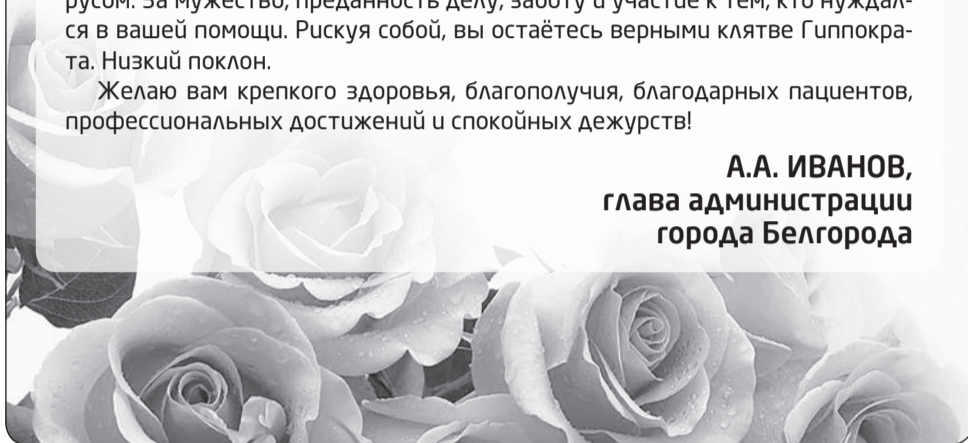 русом. За мужество, преданность делу, заботу и участие к тем, кто нуждал-
ся в вашей помощи. Рискуя собой, вы остаётесь верными клятве Гиппокра-
та. Низкий поклон.
Желаю вам крепкого здоровья, благополучия, благодарных пациентов,
профессиональных достижений и спокойных дежурств!
А.А. ИВАНОВ,
глава администрации
города Белгорода